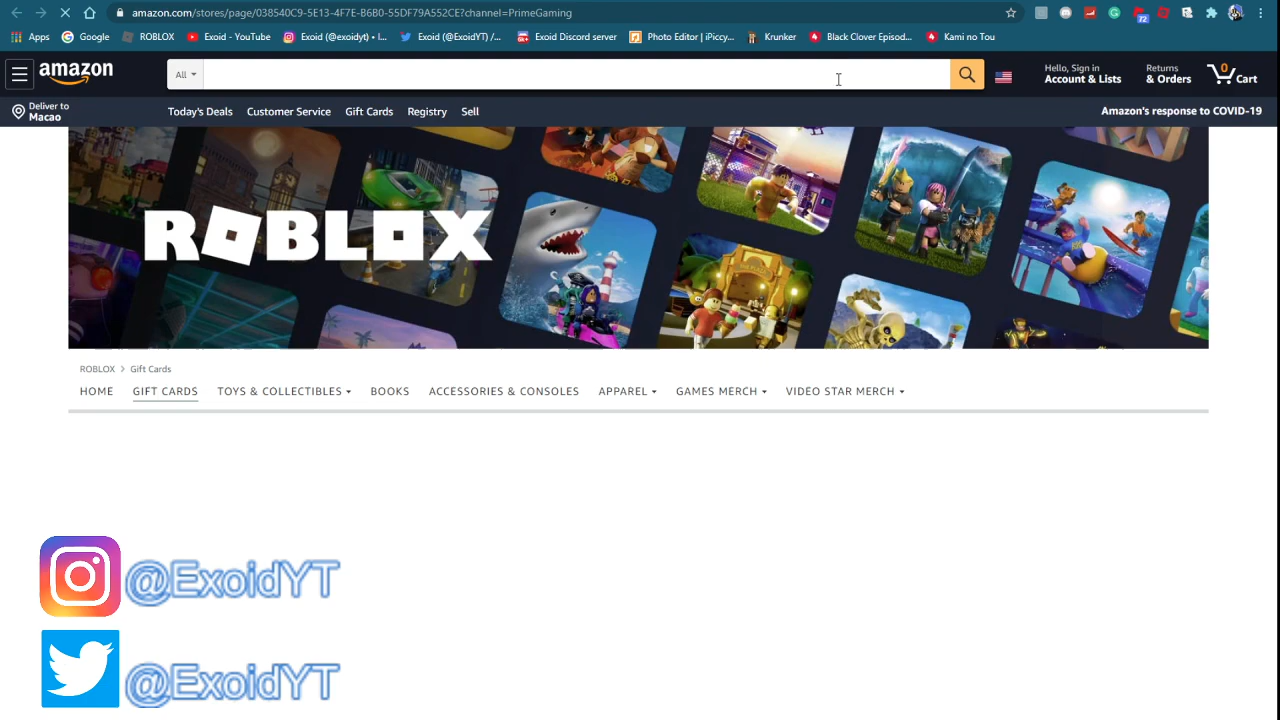 amazon.com/stores/page/038540C9-5E13-4F7E-B6B0-55DF79A552CE?channel=PrimeGaming
72
Apps Google ROBLOX Exoid - YouTube Exoid (@exoidyt) • I... Exoid (@ExoidYT) /... Exoid Discord server Photo Editor | iPiccy... Krunker Black Clover Episod... Kami no Tou
amazon All Hello, Sign in Account & Lists Returns & Orders 0 Cart
Deliver to Macao Today's Deals Customer Service Gift Cards Registry Sell Amazon's response to COVID-19
ROBLOX
ROBLOX > Gift Cards
HOME GIFT CARDS TOYS & COLLECTIBLES BOOKS ACCESSORIES & CONSOLES APPAREL GAMES MERCH VIDEO STAR MERCH
@ExoidYT
@ExoidYT